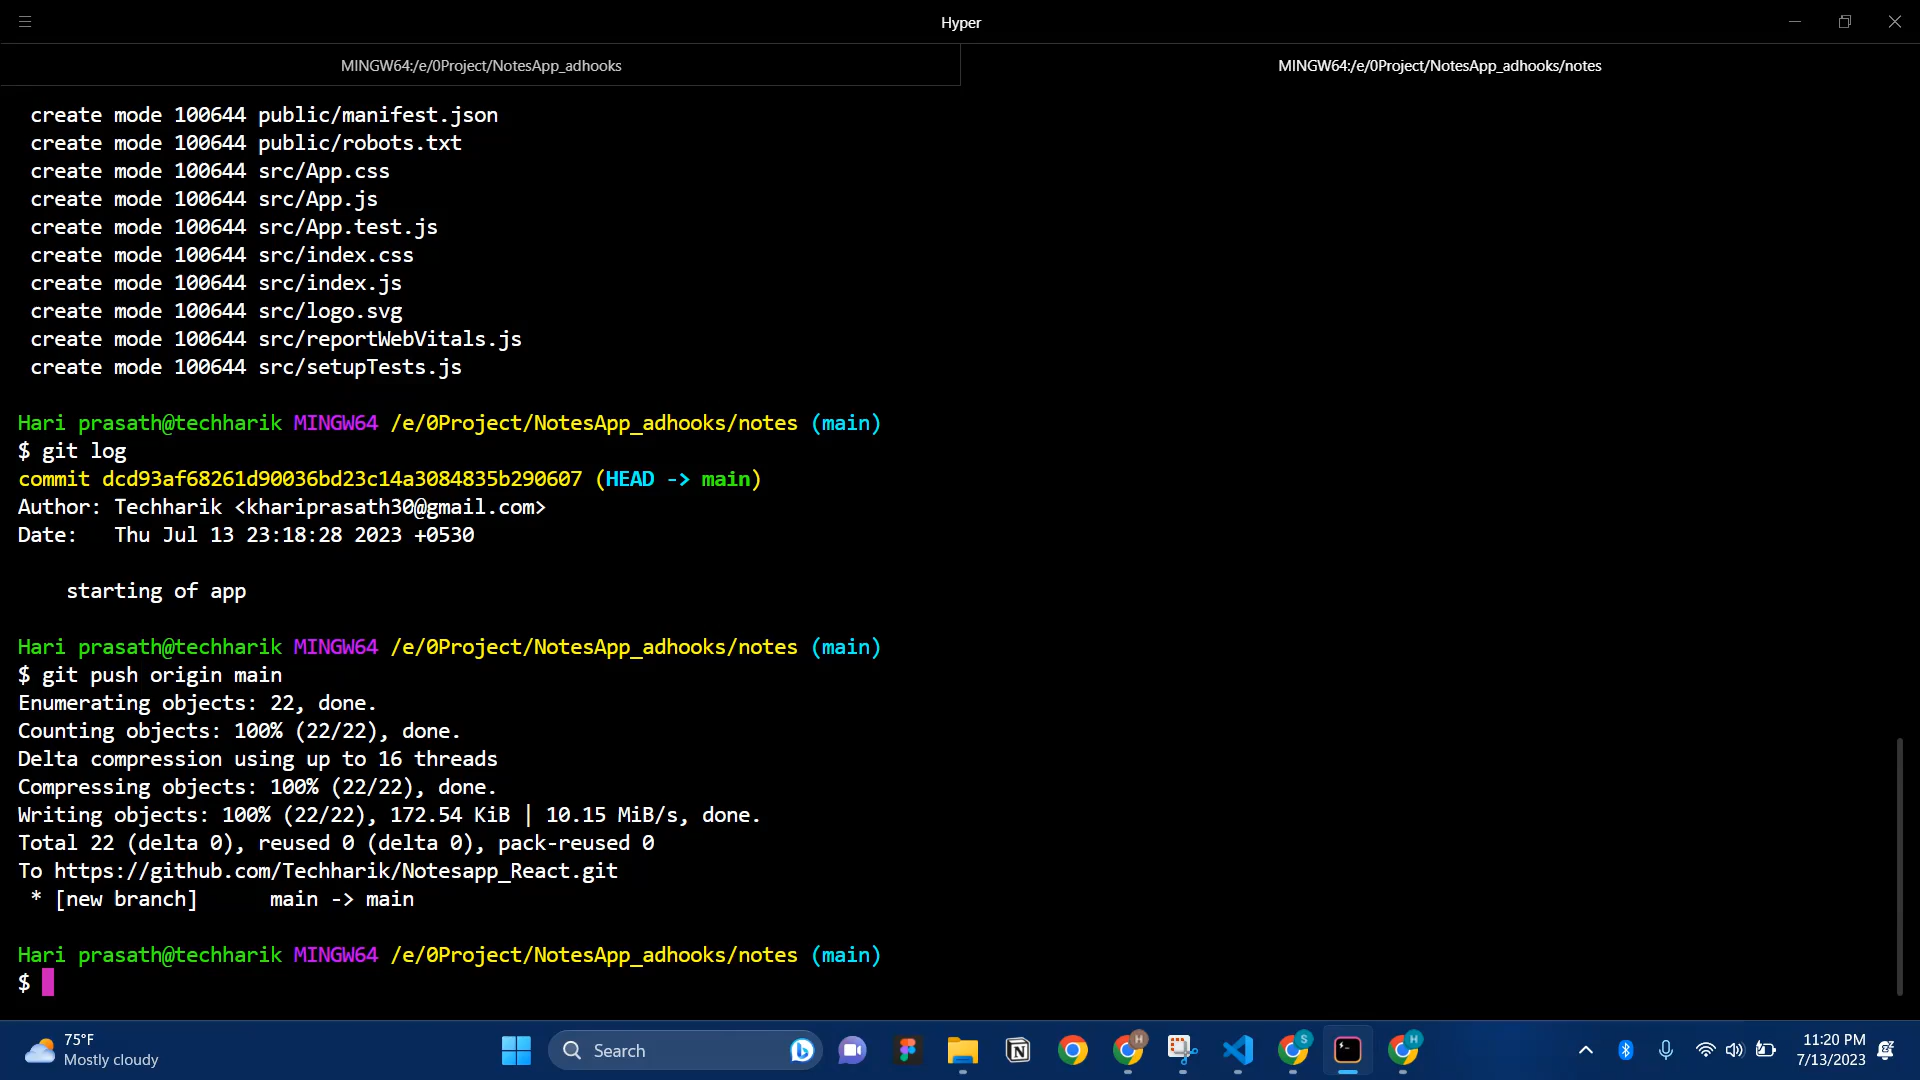 Hyper
MINGW64:/e/0Project/NotesApp_adhooks
MINGW64:/e/0Project/NotesApp_adhooks/notes
create mode 100644 public/manifest.json
create mode 100644 public/robots.txt
create mode 100644 src/App.css
create mode 100644 src/App.js
create mode 100644 src/App.test.js
create mode 100644 src/index.css
create mode 100644 src/index.js
create mode 100644 src/logo.svg
create mode 100644 src/reportWebVitals.js
create mode 100644 src/setupTests.js
Hari prasath@techharik MINGW64 /e/0Project/NotesApp_adhooks/notes (main)
$ git log
commit dcd93af68261d90036bd23c14a3084835b290607 (HEAD -> main)
Author: Techharik <khariprasath30@gmail.com>
Date:   Thu Jul 13 23:18:28 2023 +0530
starting of app
Hari prasath@techharik MINGW64 /e/0Project/NotesApp_adhooks/notes (main)
$ git push origin main
Enumerating objects: 22, done.
Counting objects: 100% (22/22), done.
Delta compression using up to 16 threads
Compressing objects: 100% (22/22), done.
Writing objects: 100% (22/22), 172.54 KiB | 10.15 MiB/s, done.
Total 22 (delta 0), reused 0 (delta 0), pack-reused 0
To https://github.com/Techharik/Notesapp_React.git
* [new branch]      main -> main
Hari prasath@techharik MINGW64 /e/0Project/NotesApp_adhooks/notes (main)
$
75°F
Mostly cloudy
Search
H
S
H
11:20 PM
7/13/2023